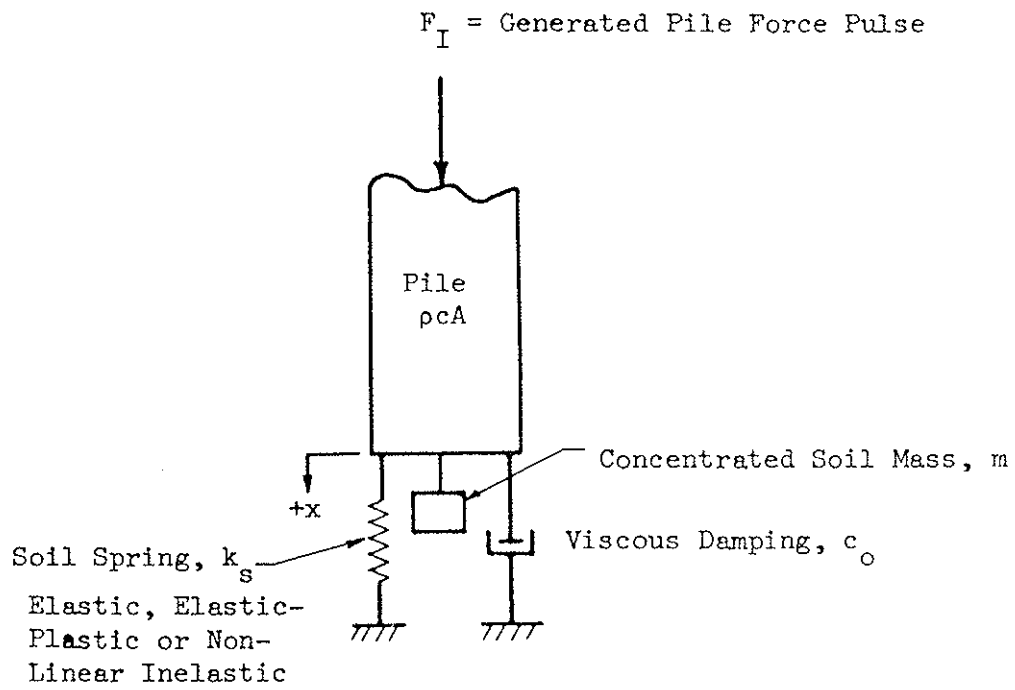 F_I = Generated Pile Force Pulse
Pile
ρcA
Concentrated Soil Mass, m
+x
Viscous Damping, c_o
Soil Spring, k_s
Elastic, Elastic-
Plastic or Non-
Linear Inelastic